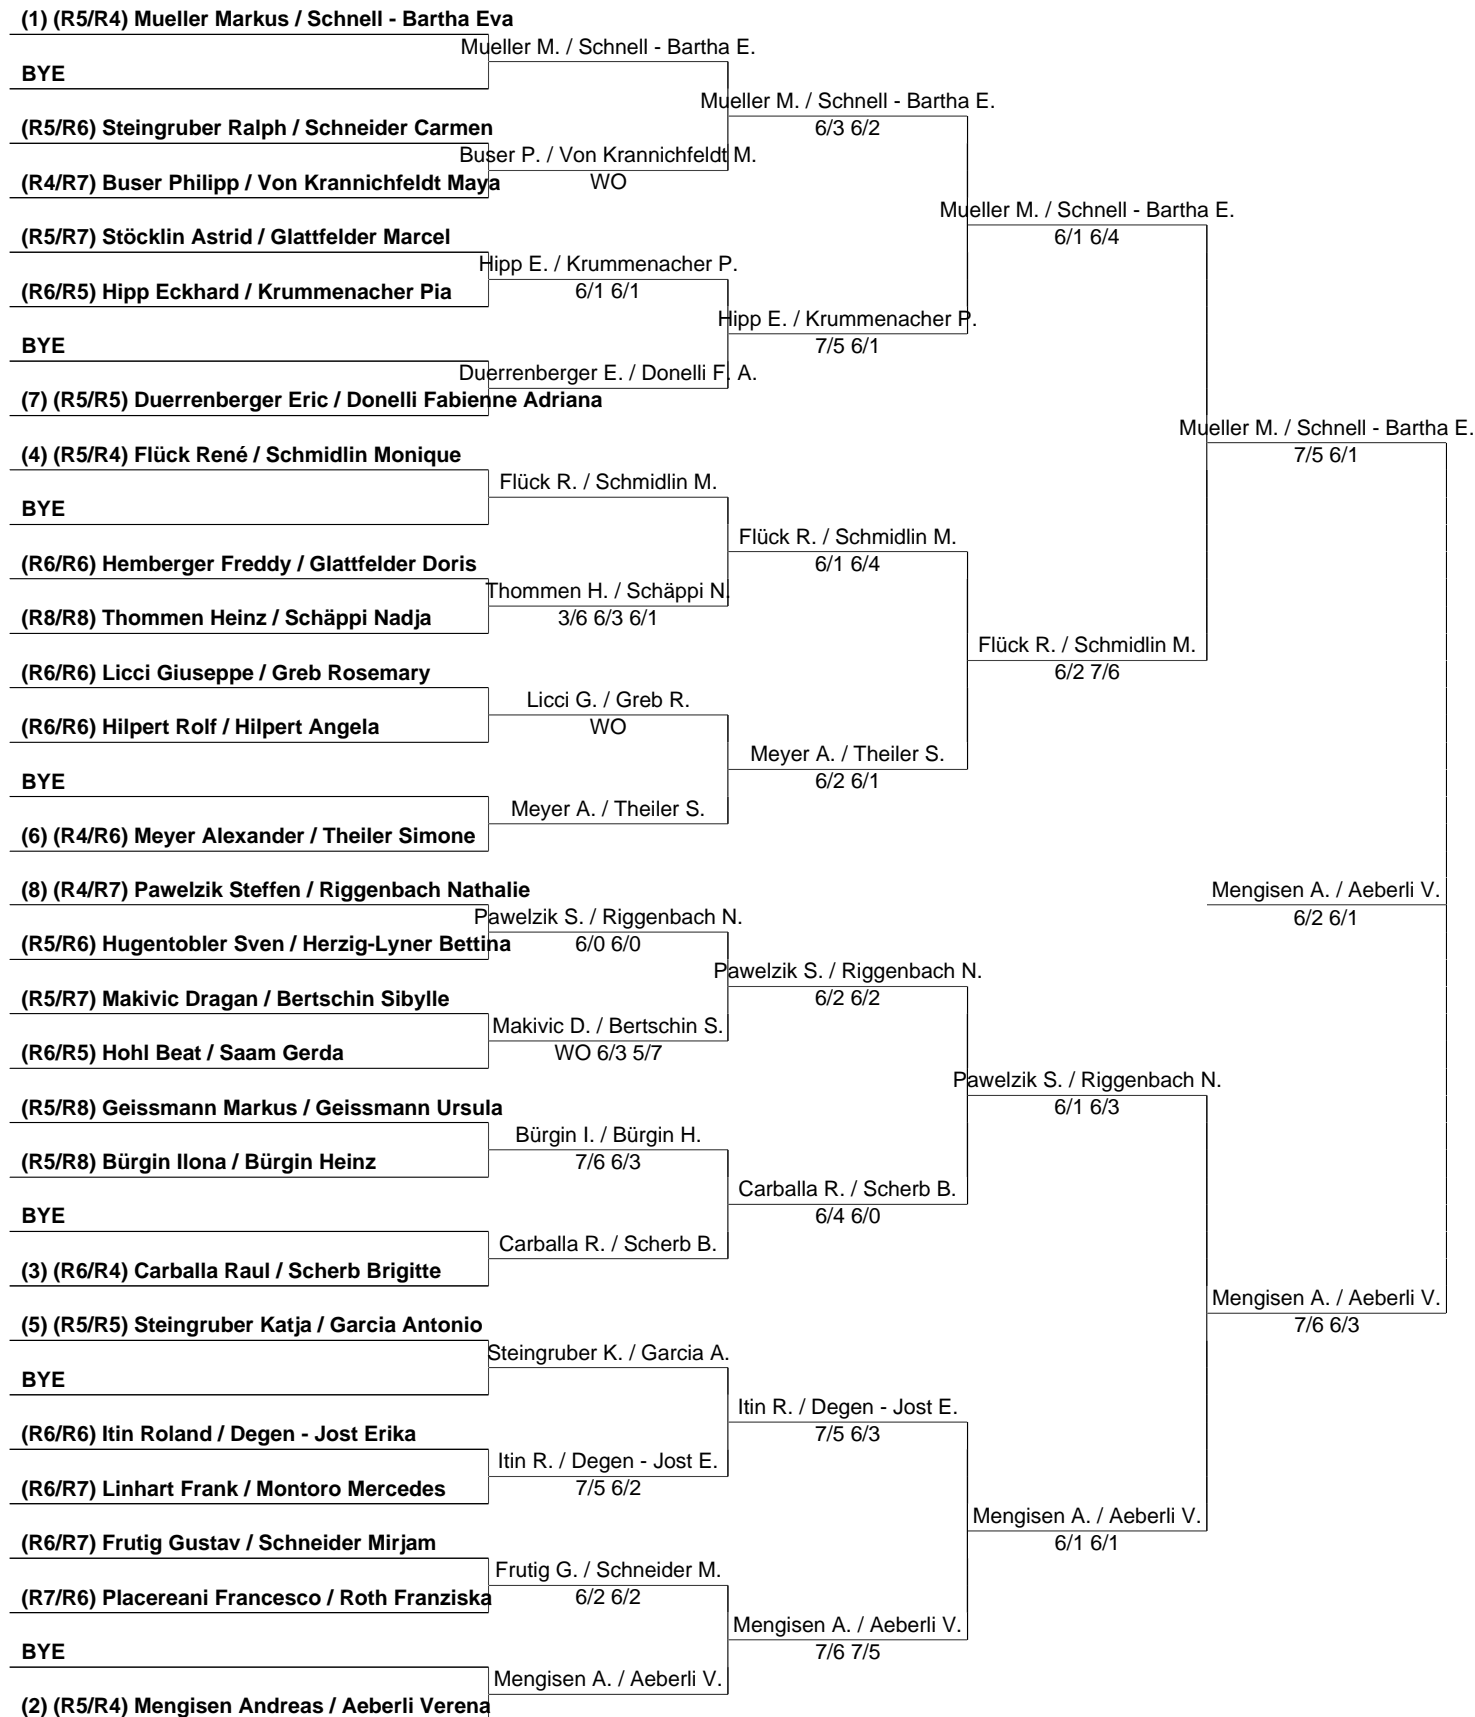 (1) (R5/R4) Mueller Markus / Schnell - Bartha Eva
Mueller M. / Schnell - Bartha E.
BYE
Mueller M. / Schnell - Bartha E.
6/3 6/2
(R5/R6) Steingruber Ralph / Schneider Carmen
Buser P. / Von Krannichfeldt M.
WO
(R4/R7) Buser Philipp / Von Krannichfeldt Maya
Mueller M. / Schnell - Bartha E.
6/1 6/4
(R5/R7) Stöcklin Astrid / Glattfelder Marcel
Hipp E. / Krummenacher P.
6/1 6/1
(R6/R5) Hipp Eckhard / Krummenacher Pia
Hipp E. / Krummenacher P.
7/5 6/1
BYE
Duerrenberger E. / Donelli F. A.
(7) (R5/R5) Duerrenberger Eric / Donelli Fabienne Adriana
Mueller M. / Schnell - Bartha E.
7/5 6/1
(4) (R5/R4) Flück René / Schmidlin Monique
Flück R. / Schmidlin M.
BYE
Flück R. / Schmidlin M.
6/1 6/4
(R6/R6) Hemberger Freddy / Glattfelder Doris
Thommen H. / Schäppi N.
3/6 6/3 6/1
(R8/R8) Thommen Heinz / Schäppi Nadja
Flück R. / Schmidlin M.
6/2 7/6
(R6/R6) Licci Giuseppe / Greb Rosemary
Licci G. / Greb R.
WO
(R6/R6) Hilpert Rolf / Hilpert Angela
Meyer A. / Theiler S.
6/2 6/1
BYE
Meyer A. / Theiler S.
(6) (R4/R6) Meyer Alexander / Theiler Simone
Mengisen A. / Aeberli V.
6/2 6/1
(8) (R4/R7) Pawelzik Steffen / Riggenbach Nathalie
Pawelzik S. / Riggenbach N.
6/0 6/0
(R5/R6) Hugentobler Sven / Herzig-Lyner Bettina
Pawelzik S. / Riggenbach N.
6/2 6/2
(R5/R7) Makivic Dragan / Bertschin Sibylle
Makivic D. / Bertschin S.
WO 6/3 5/7
(R6/R5) Hohl Beat / Saam Gerda
Pawelzik S. / Riggenbach N.
6/1 6/3
(R5/R8) Geissmann Markus / Geissmann Ursula
Bürgin I. / Bürgin H.
7/6 6/3
(R5/R8) Bürgin Ilona / Bürgin Heinz
Carballa R. / Scherb B.
6/4 6/0
BYE
Carballa R. / Scherb B.
(3) (R6/R4) Carballa Raul / Scherb Brigitte
Mengisen A. / Aeberli V.
7/6 6/3
(5) (R5/R5) Steingruber Katja / Garcia Antonio
Steingruber K. / Garcia A.
BYE
Itin R. / Degen - Jost E.
7/5 6/3
(R6/R6) Itin Roland / Degen - Jost Erika
Itin R. / Degen - Jost E.
7/5 6/2
(R6/R7) Linhart Frank / Montoro Mercedes
Mengisen A. / Aeberli V.
6/1 6/1
(R6/R7) Frutig Gustav / Schneider Mirjam
Frutig G. / Schneider M.
6/2 6/2
(R7/R6) Placereani Francesco / Roth Franziska
Mengisen A. / Aeberli V.
7/6 7/5
BYE
Mengisen A. / Aeberli V.
(2) (R5/R4) Mengisen Andreas / Aeberli Verena